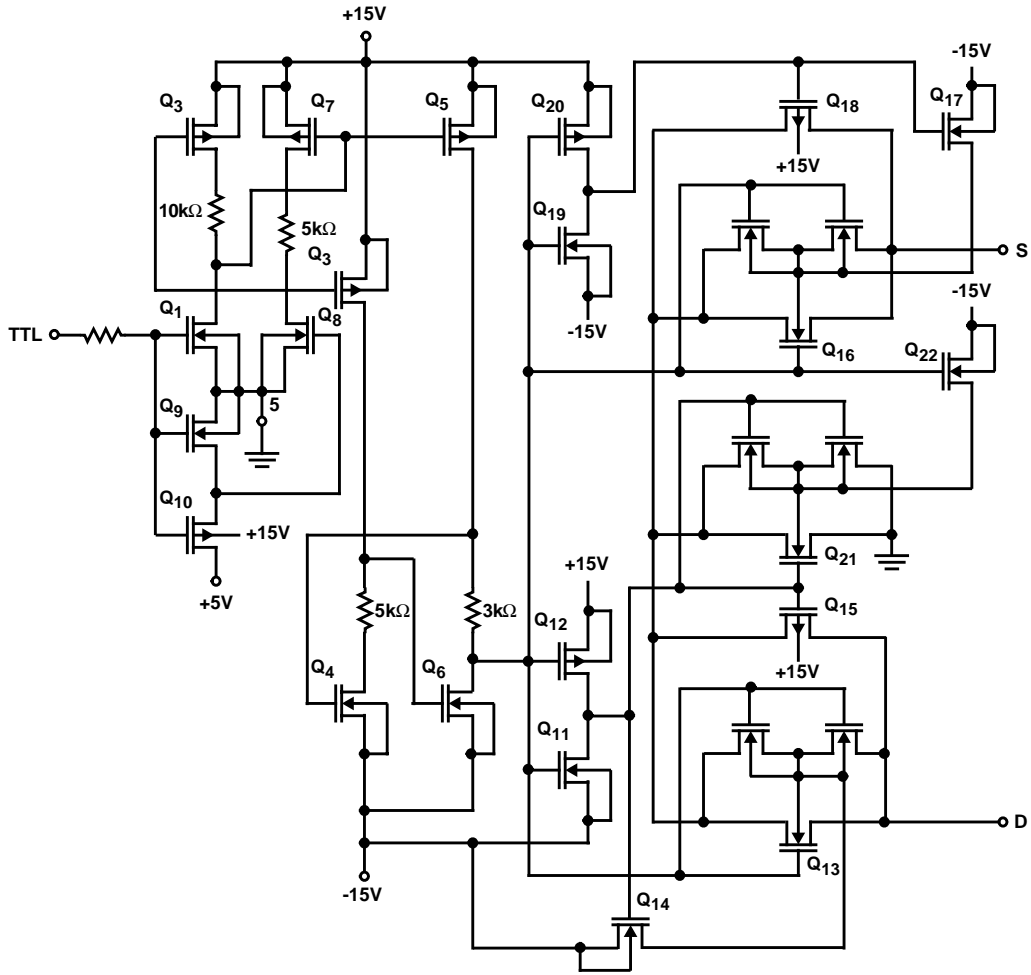 +15V
-15V
Q3
Q7
Q5
Q20
Q18
Q17
+15V
10kΩ
5kΩ
Q19
Q3
S
-15V
-15V
TTL
Q1
Q8
Q16
Q22
5
Q9
Q10
+15V
+5V
+15V
Q21
5kΩ
3kΩ
Q12
Q15
+15V
Q4
Q6
Q11
D
Q13
-15V
Q14